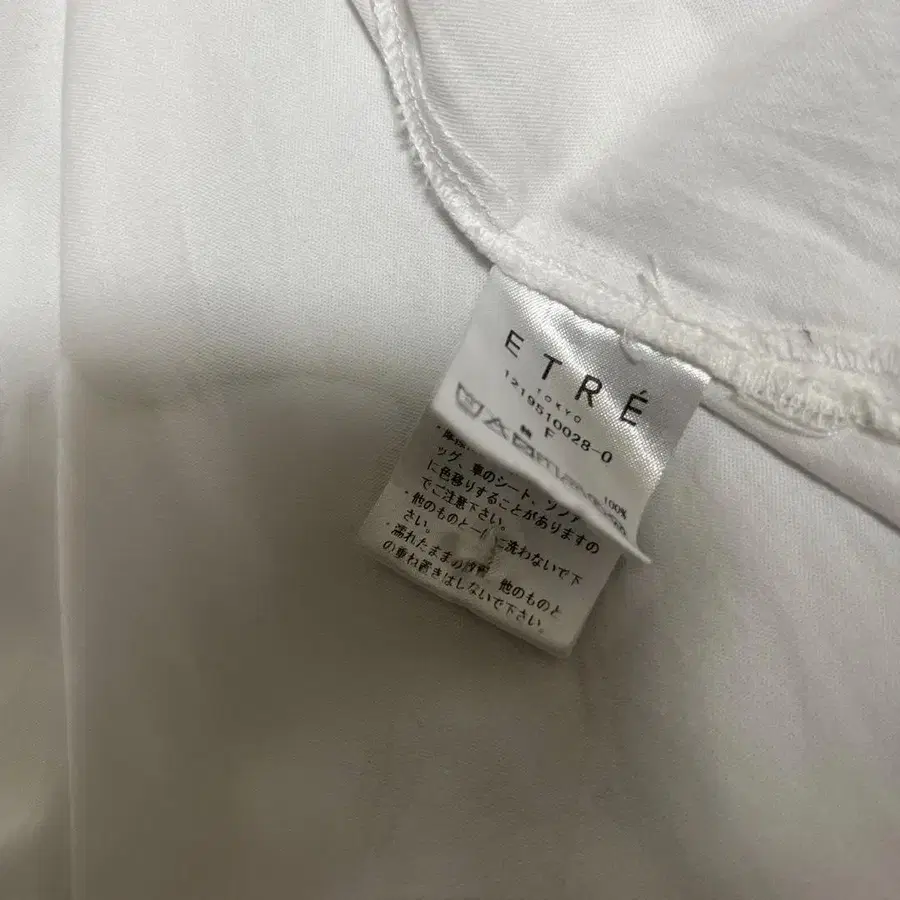 ETRÉ
TOKYO
1219510028-0
F
100%
ッグ、車のシート、ソファ
に色移りすることがありますの
でご注意下さい。
・他のものと一 に洗わないで下
さい。
・濡れたままの放置 他のものと
の重ね置きはしないで下さい。